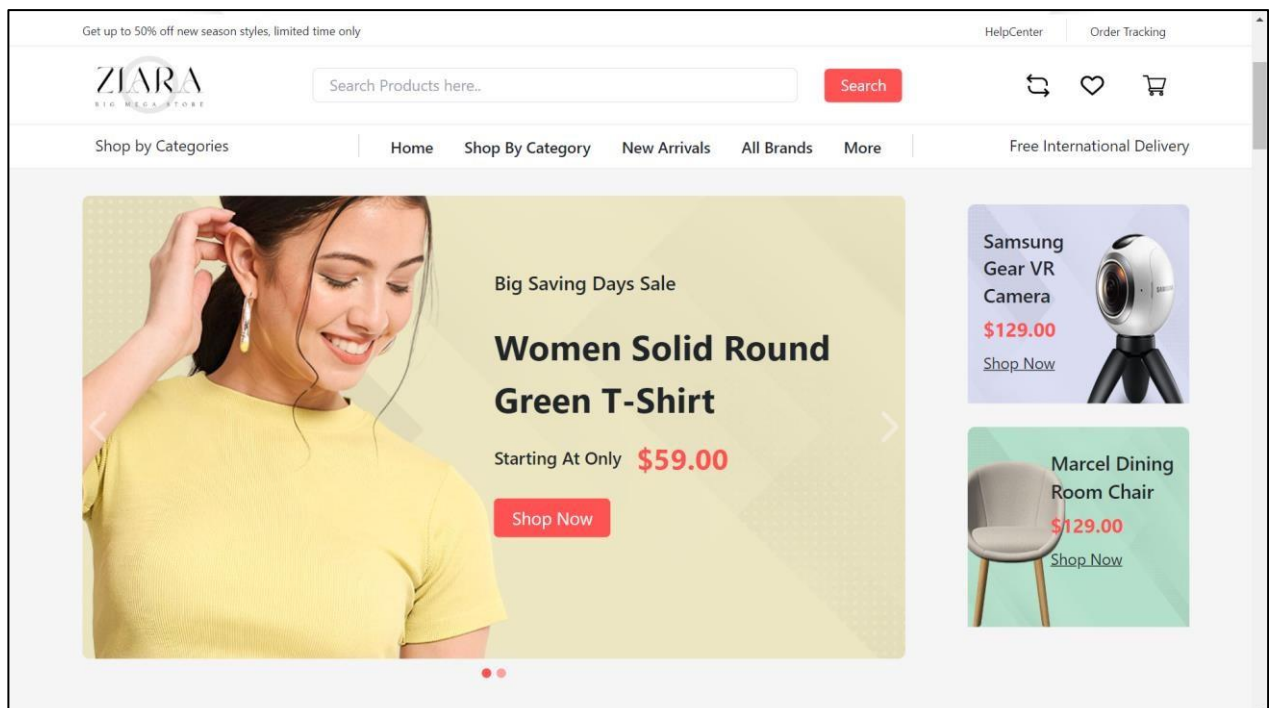 Get up to 50% off new season styles, limited time only
HelpCenter
Order Tracking
ZIARA
BIG MEGA STORE
Search Products here..
Search
Shop by Categories
Home
Shop By Category
New Arrivals
All Brands
More
Free International Delivery
Big Saving Days Sale
Women Solid Round
Green T-Shirt
Starting At Only $59.00
Shop Now
Samsung
Gear VR
Camera
$129.00
Shop Now
SAMSUNG
Marcel Dining
Room Chair
$129.00
Shop Now